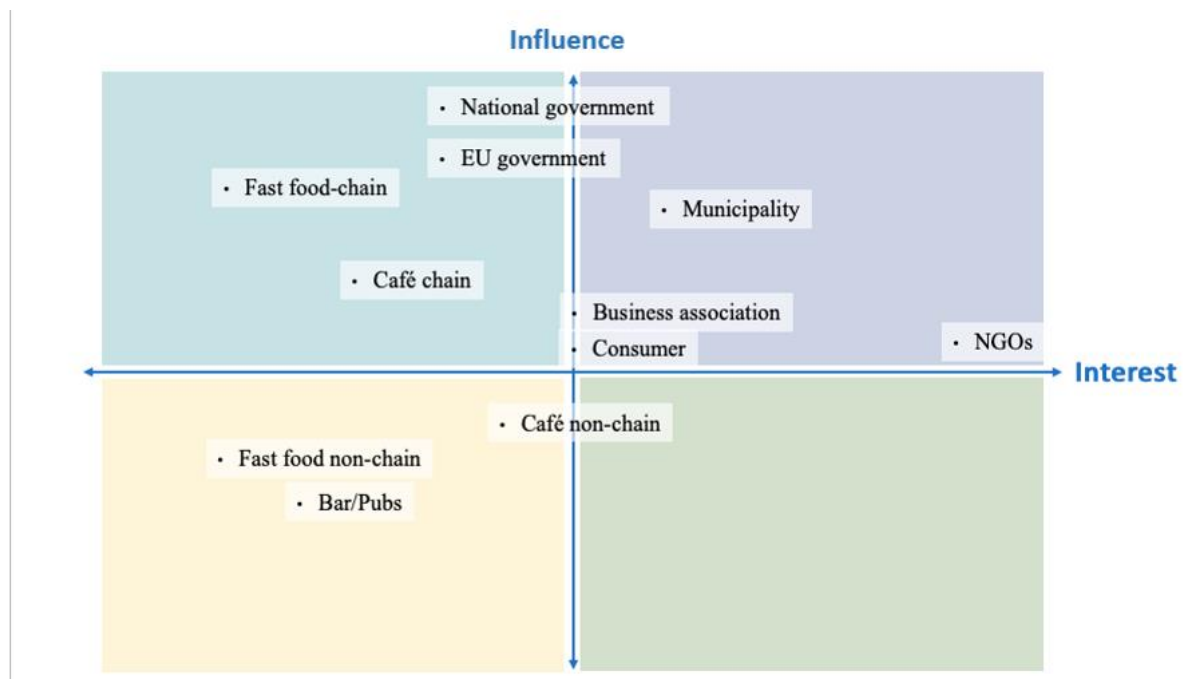 Influence
• National government
• EU government
• Fast food-chain
• Municipality
• Café chain
• Business association
• Consumer
• NGOs
Interest
• Café non-chain
• Fast food non-chain
• Bar/Pubs